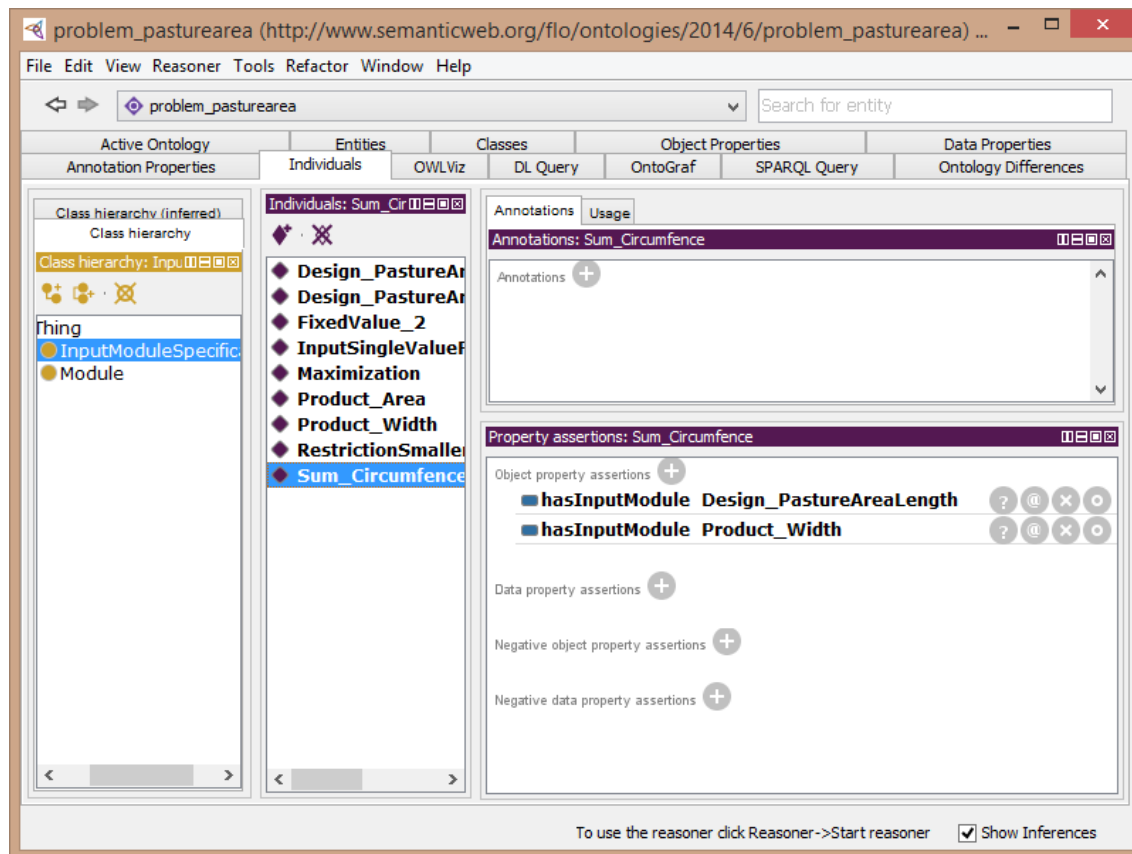 problem_pasturearea (http://www.semanticweb.org/flo/ontologies/2014/6/problem_pasturearea) ...
File Edit View Reasoner Tools Refactor Window Help
problem_pasturearea
Search for entity
Active Ontology Entities Classes Object Properties Data Properties
Annotation Properties Individuals OWLViz DL Query OntoGraf SPARQL Query Ontology Differences
Class hierarchy (inferred)
Class hierarchy
Class hierarchy: Inpu
Thing
InputModuleSpecific
Module
Individuals: Sum_Cir
Design_PastureAr
Design_PastureAr
FixedValue_2
InputSingleValueF
Maximization
Product_Area
Product_Width
RestrictionSmaller
Sum_Circumfence
Annotations Usage
Annotations: Sum_Circumfence
Annotations
Property assertions: Sum_Circumfence
Object property assertions
hasInputModule Design_PastureAreaLength
hasInputModule Product_Width
Data property assertions
Negative object property assertions
Negative data property assertions
To use the reasoner click Reasoner->Start reasoner Show Inferences